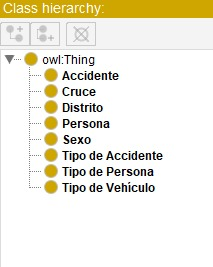 Class hierarchy:
owl:Thing
Accidente
Cruce
Distrito
Persona
Sexo
Tipo de Accidente
Tipo de Persona
Tipo de Vehículo